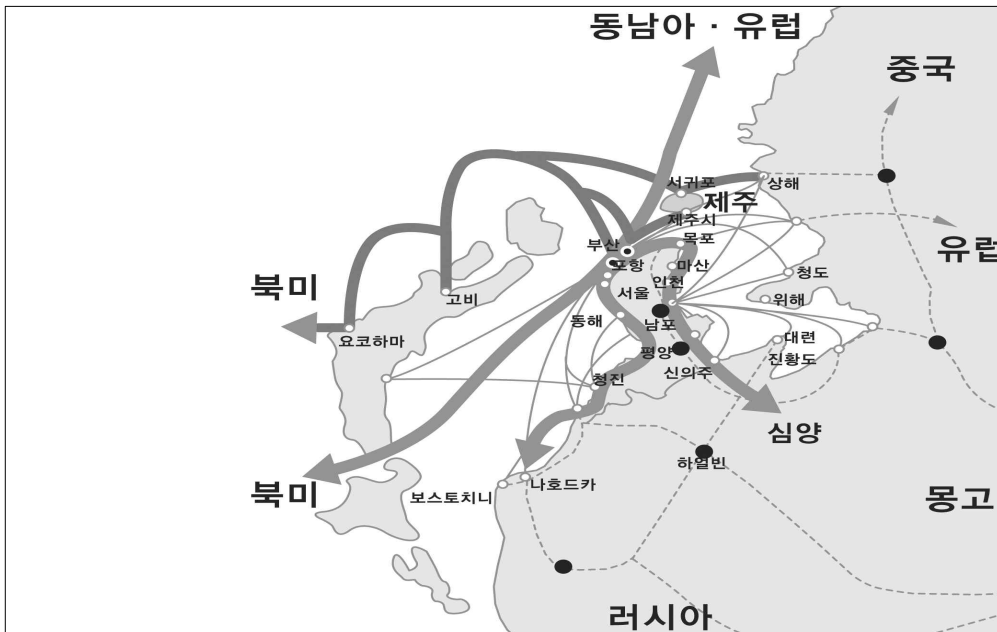 동남아 · 유럽
중국
서귀포
상해
제주
제주시
부산
목포
유럽
포항
마산
청도
인천
북미
고비
서울
위해
동해
남포
요코하마
대련
평양
진황도
신의주
청진
심양
하얼빈
북미
보스토치니
나호드카
몽고
러시아